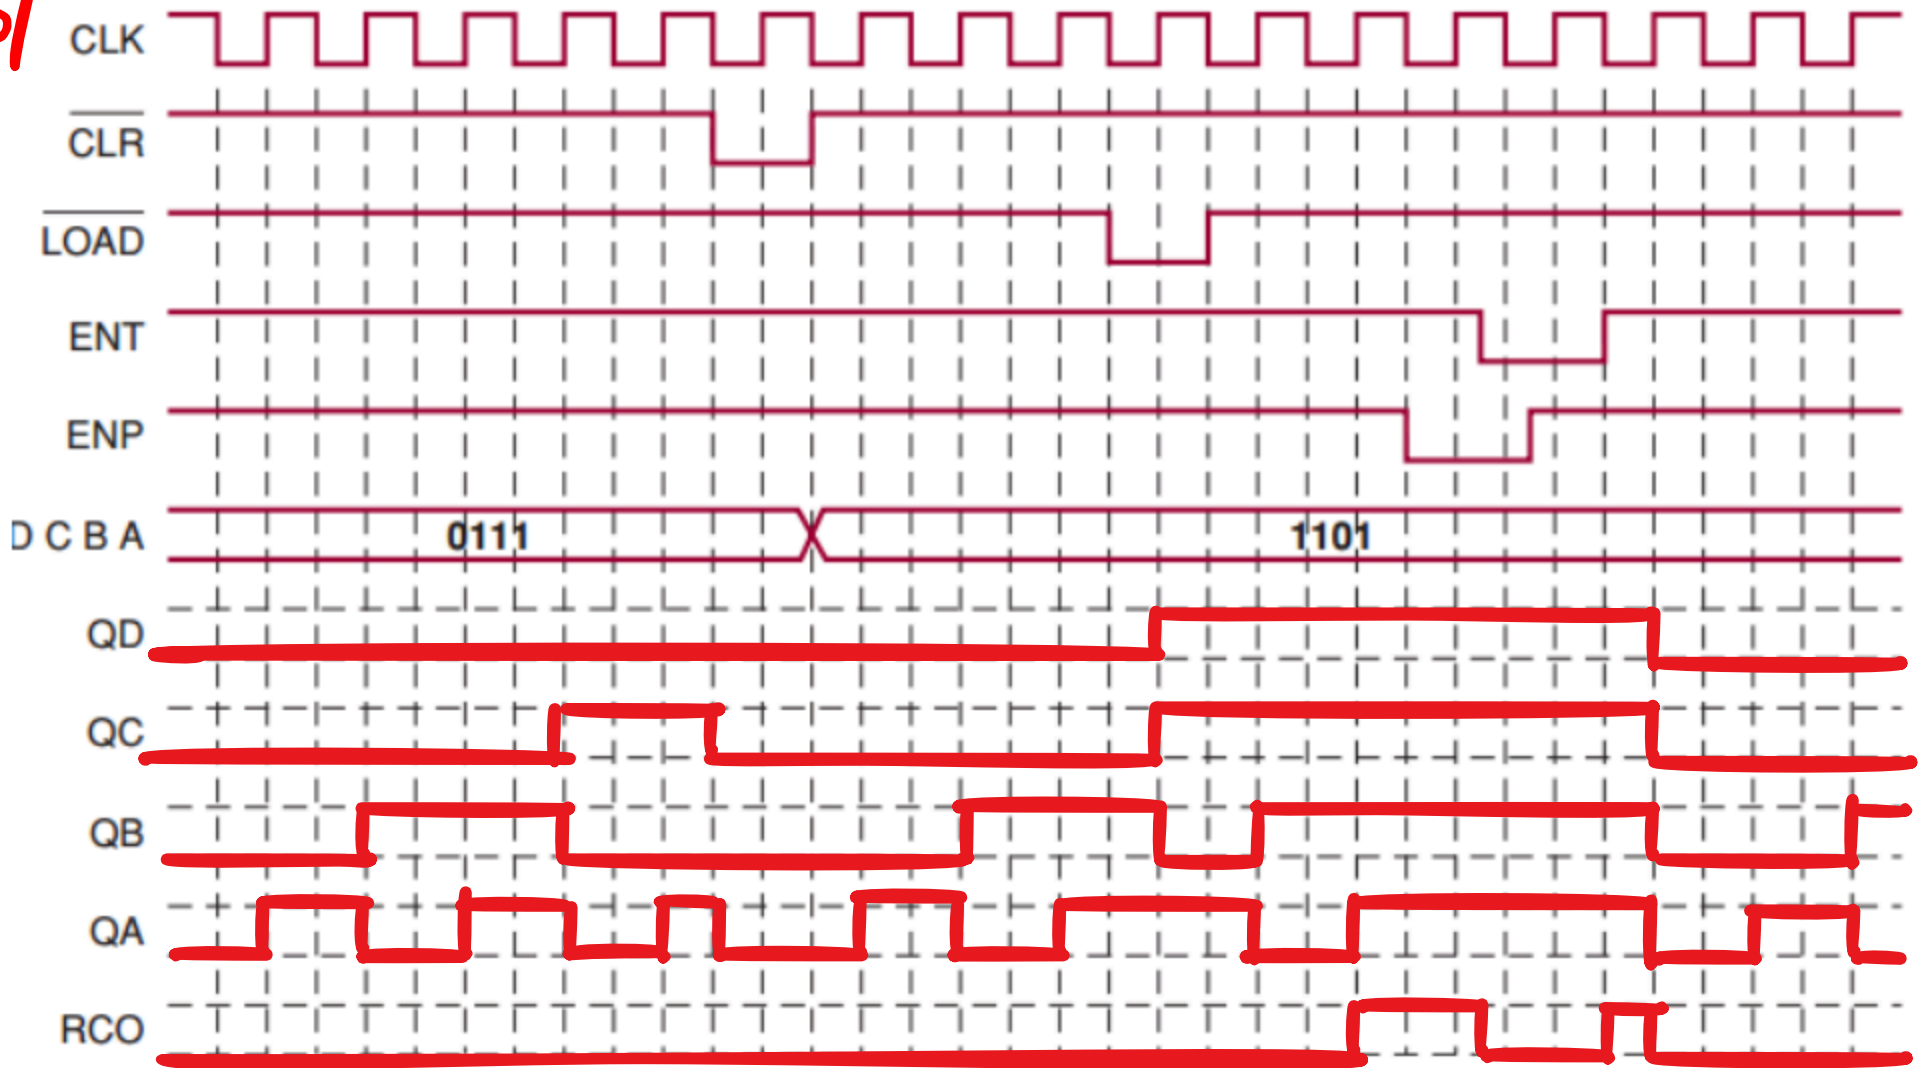 CLK
CLR
LOAD
ENT
ENP
D C B A 0111 1101
QD
QC
QB
QA
RCO